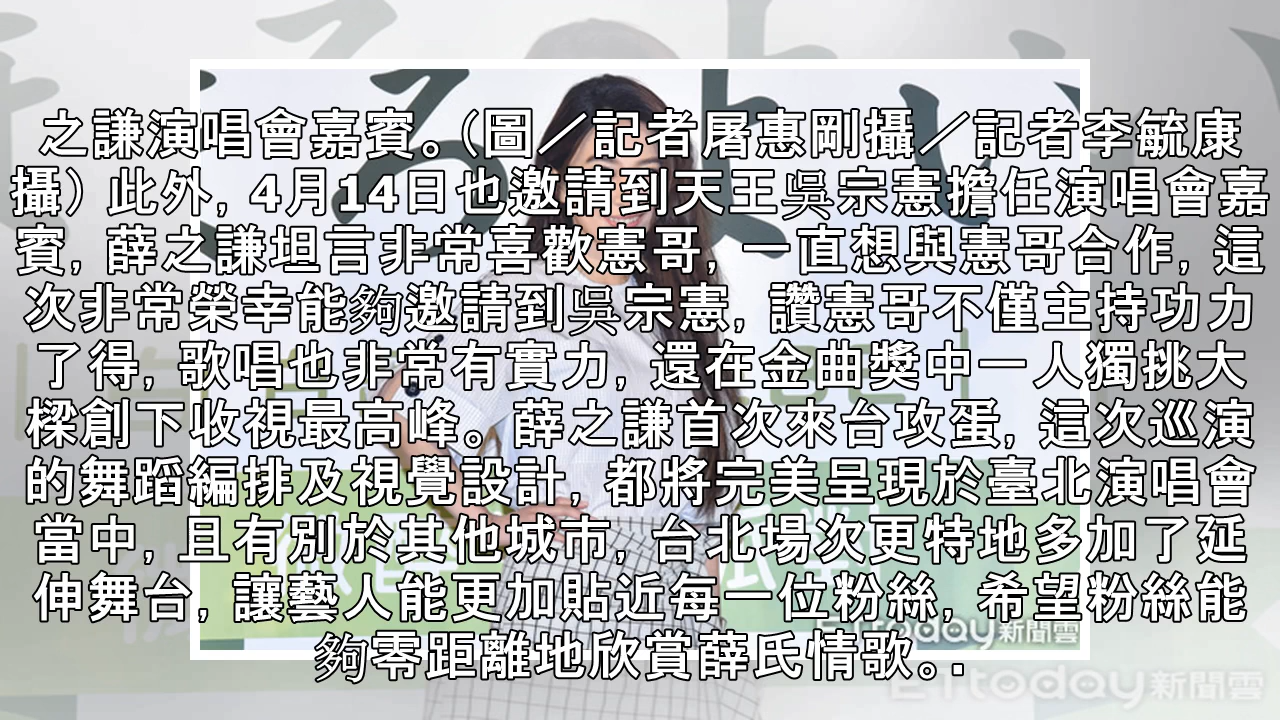 之謙演唱會嘉賓。（圖／記者屠惠剛攝／記者李毓康
攝）此外, 4月14日也邀請到天王吳宗憲擔任演唱會嘉
賓, 薛之謙坦言非常喜歡憲哥, 一直想與憲哥合作, 這
次非常榮幸能夠邀請到吳宗憲, 讚憲哥不僅主持功力
了得, 歌唱也非常有實力, 還在金曲獎中一人獨挑大
樑創下收視最高峰。薛之謙首次來台攻蛋, 這次巡演
的舞蹈編排及視覺設計, 都將完美呈現於臺北演唱會
當中, 且有別於其他城市, 台北場次更特地多加了延
伸舞台, 讓藝人能更加貼近每一位粉絲, 希望粉絲能
夠零距離地欣賞薛氏情歌。.
ETtoday新聞雲
ETtoday新聞雲